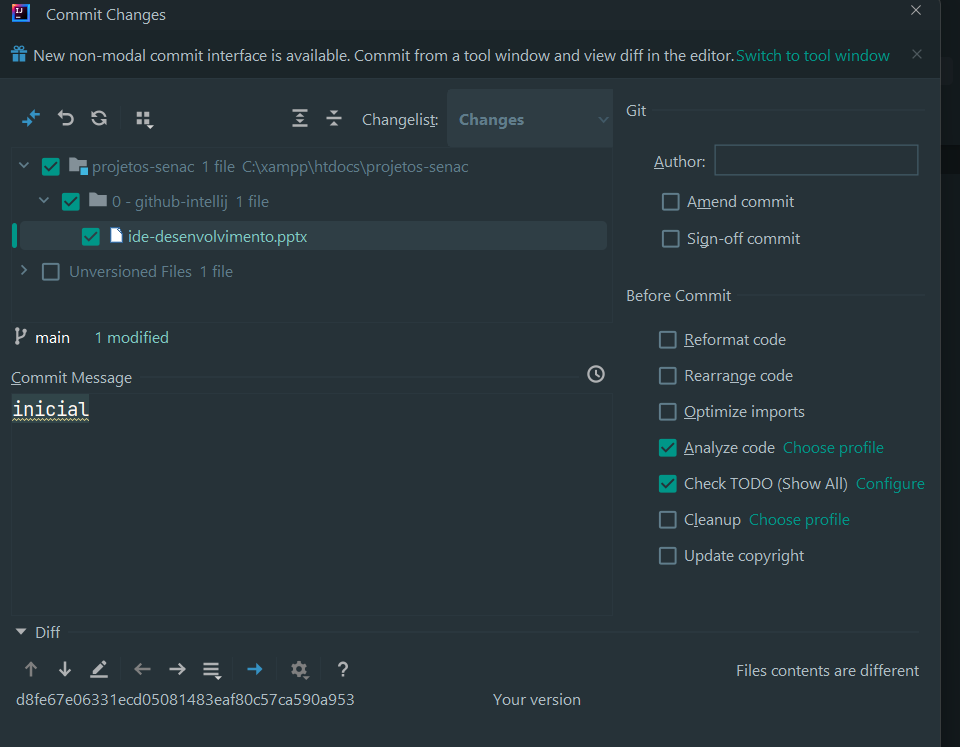 Commit Changes
New non-modal commit interface is available. Commit from a tool window and view diff in the editor. Switch to tool window
Changelist: Changes
projetos-senac 1 file C:\xampp\htdocs\projetos-senac
0 - github-intellij 1 file
ide-desenvolvimento.pptx
Unversioned Files 1 file
main 1 modified
Commit Message
inicial
Git
Author:
Amend commit
Sign-off commit
Before Commit
Reformat code
Rearrange code
Optimize imports
Analyze code Choose profile
Check TODO (Show All) Configure
Cleanup Choose profile
Update copyright
Diff
Files contents are different
d8fe67e06331ecd05081483eaf80c57ca590a953 Your version